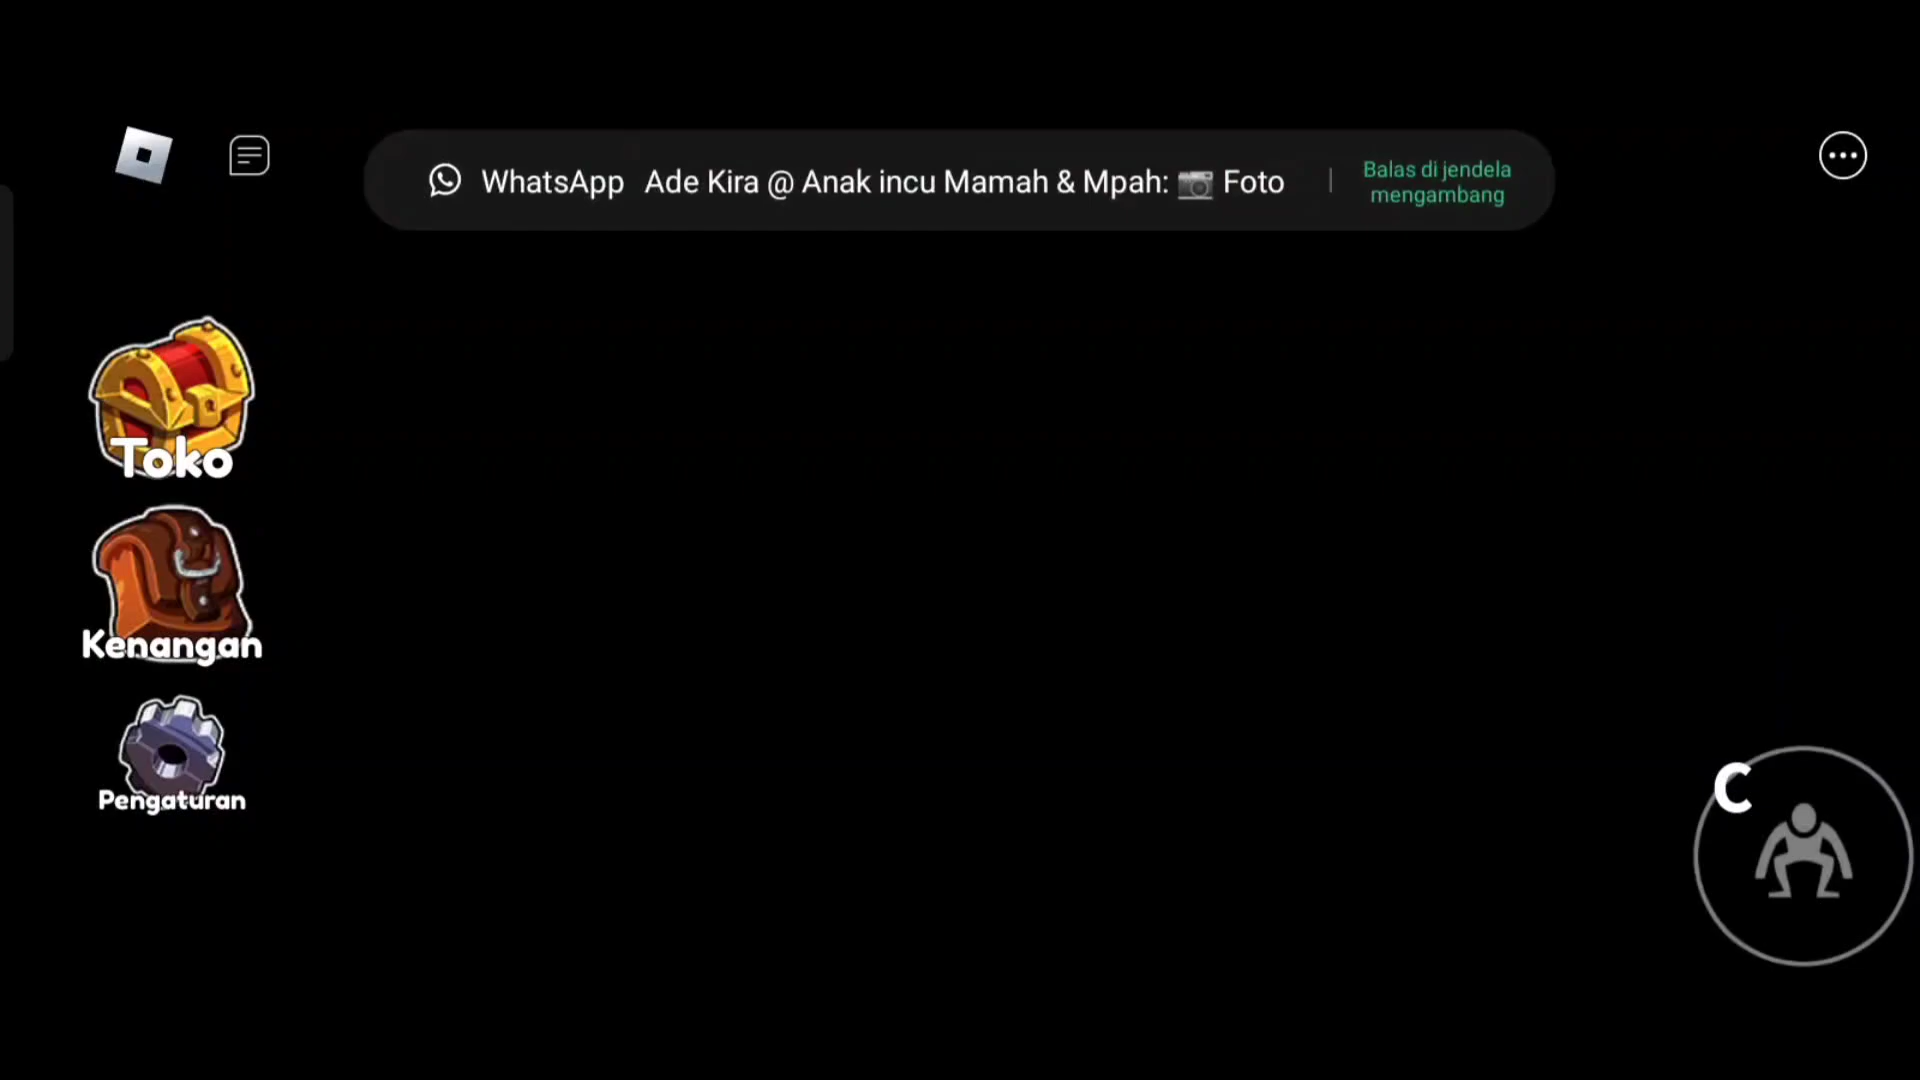 WhatsApp Ade Kira @ Anak incu Mamah & Mpah: 📷 Foto
Balas di jendela
mengambang
Toko
Kenangan
Pengaturan
C